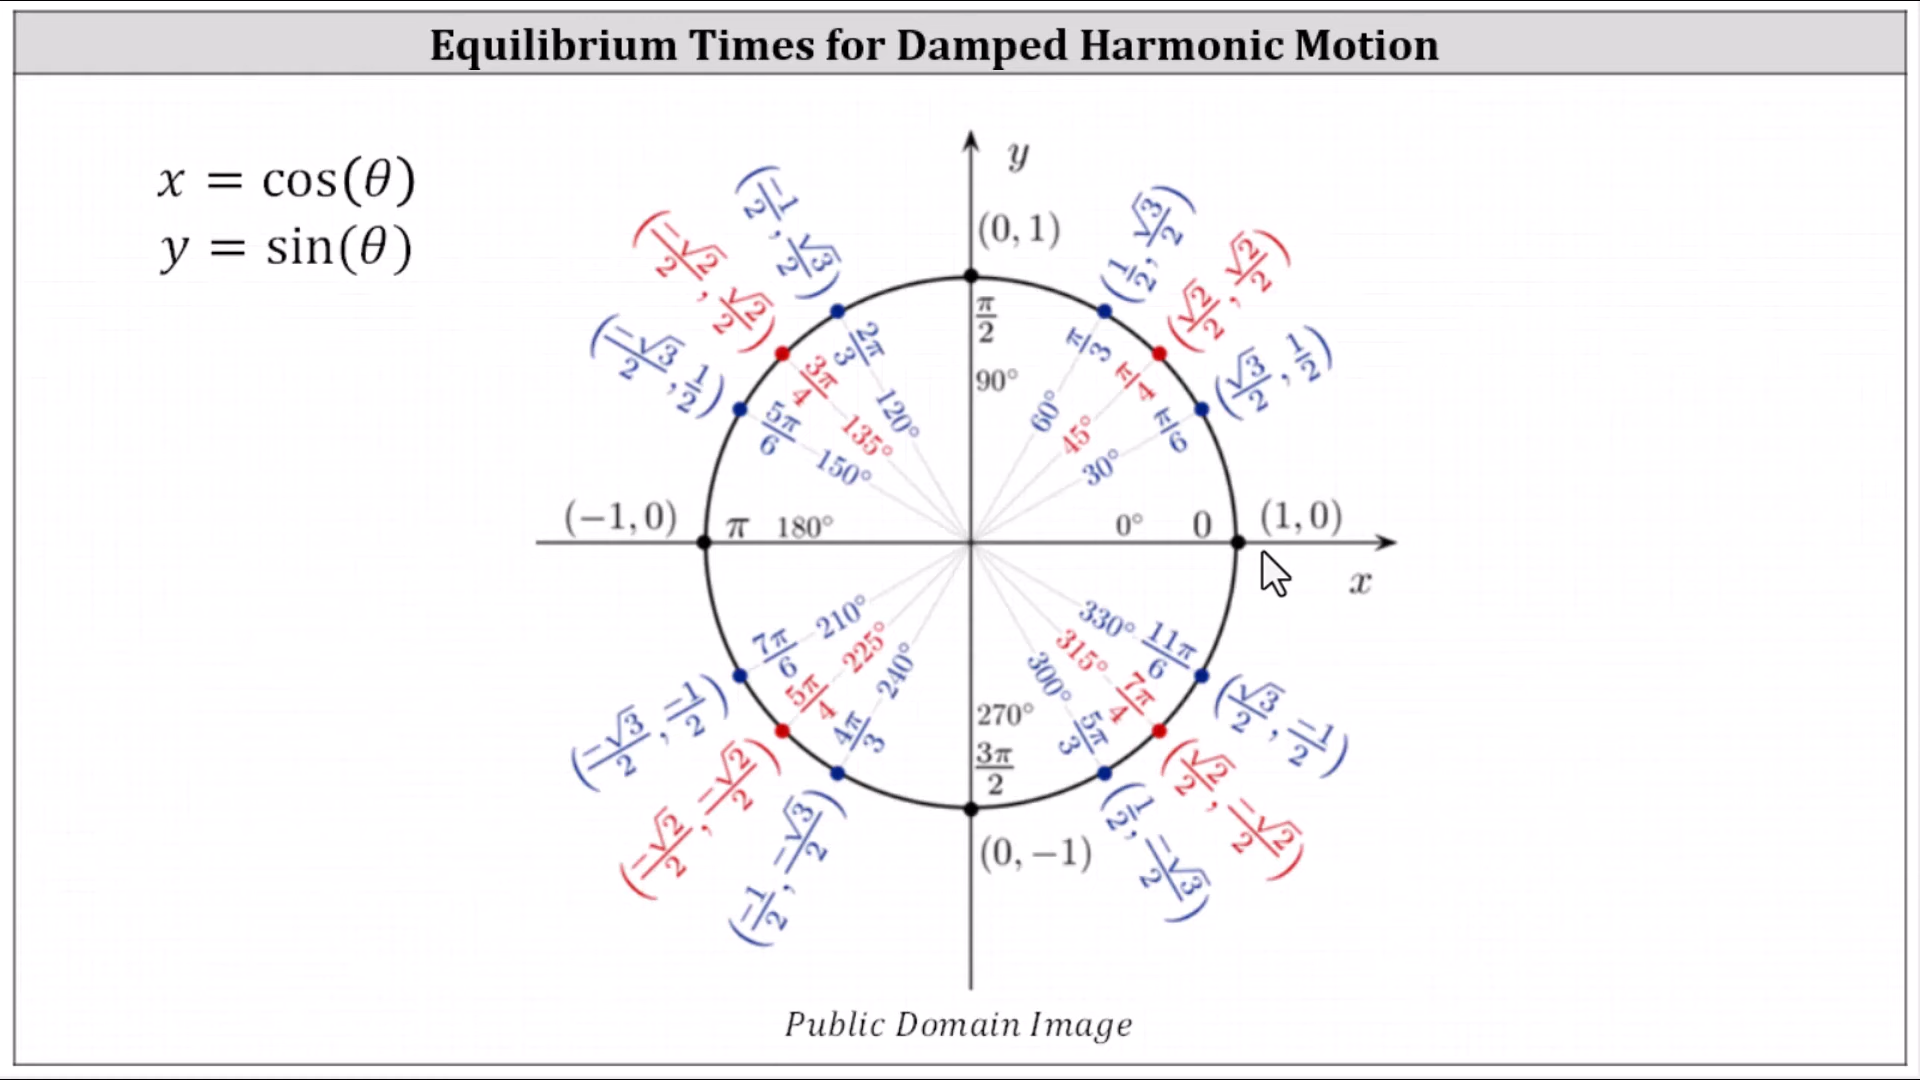 Equilibrium Times for Damped Harmonic Motion
x = cos(θ)
y = sin(θ)
y
x
(0, 1)
π/2
90°
(1/2, √3/2)
π/3
60°
(√2/2, √2/2)
π/4
45°
(√3/2, 1/2)
π/6
30°
(1, 0)
0
0°
(−1/2, √3/2)
2π/3
120°
(−√2/2, √2/2)
3π/4
135°
(−√3/2, 1/2)
5π/6
150°
(−1, 0)
π
180°
(−√3/2, −1/2)
7π/6
210°
(−√2/2, −√2/2)
5π/4
225°
(−1/2, −√3/2)
4π/3
240°
270°
3π/2
(0, −1)
300°
5π/3
(1/2, −√3/2)
315°
7π/4
(√2/2, −√2/2)
330°
11π/6
(√3/2, −1/2)
Public Domain Image